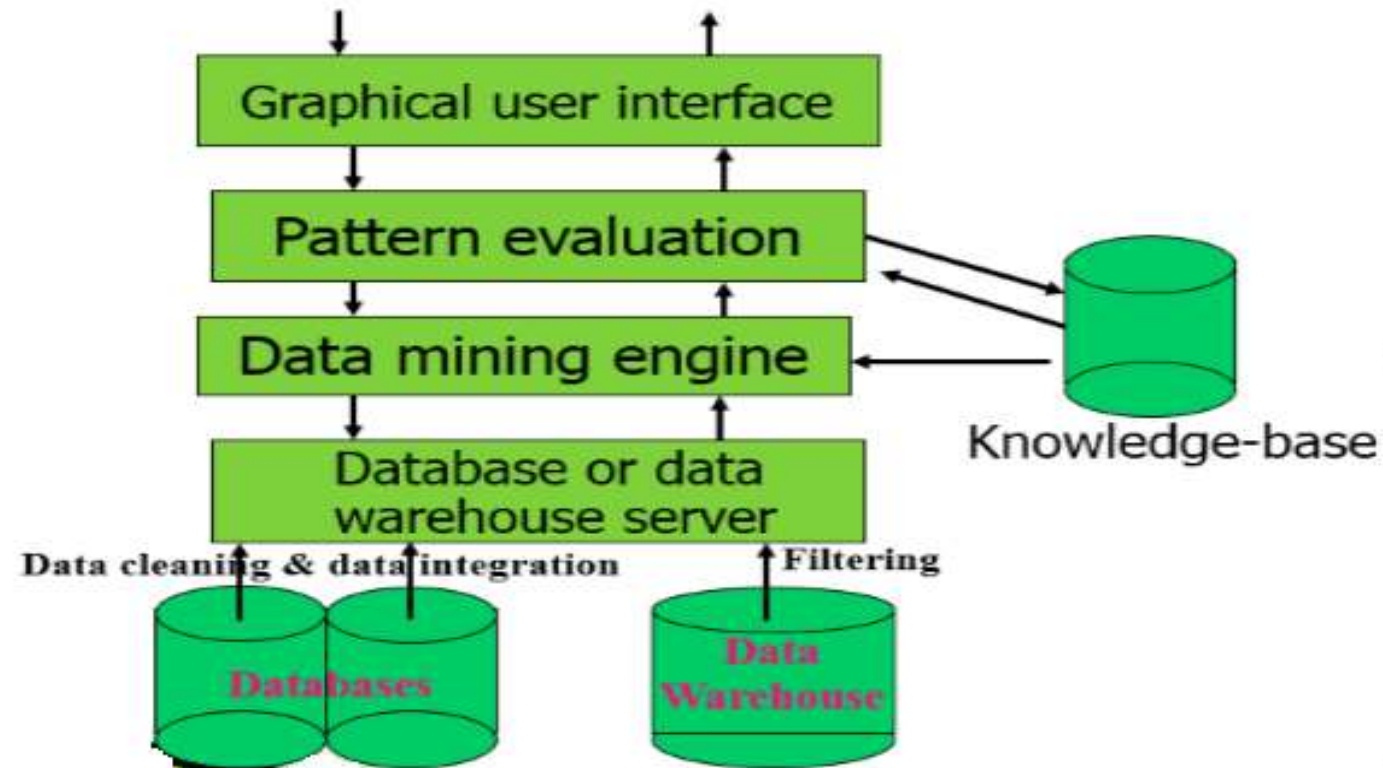 Graphical user interface
Pattern evaluation
Data mining engine
Knowledge-base
Database or data
warehouse server
Data cleaning & data integration
Filtering
Databases
Data
Warehouse